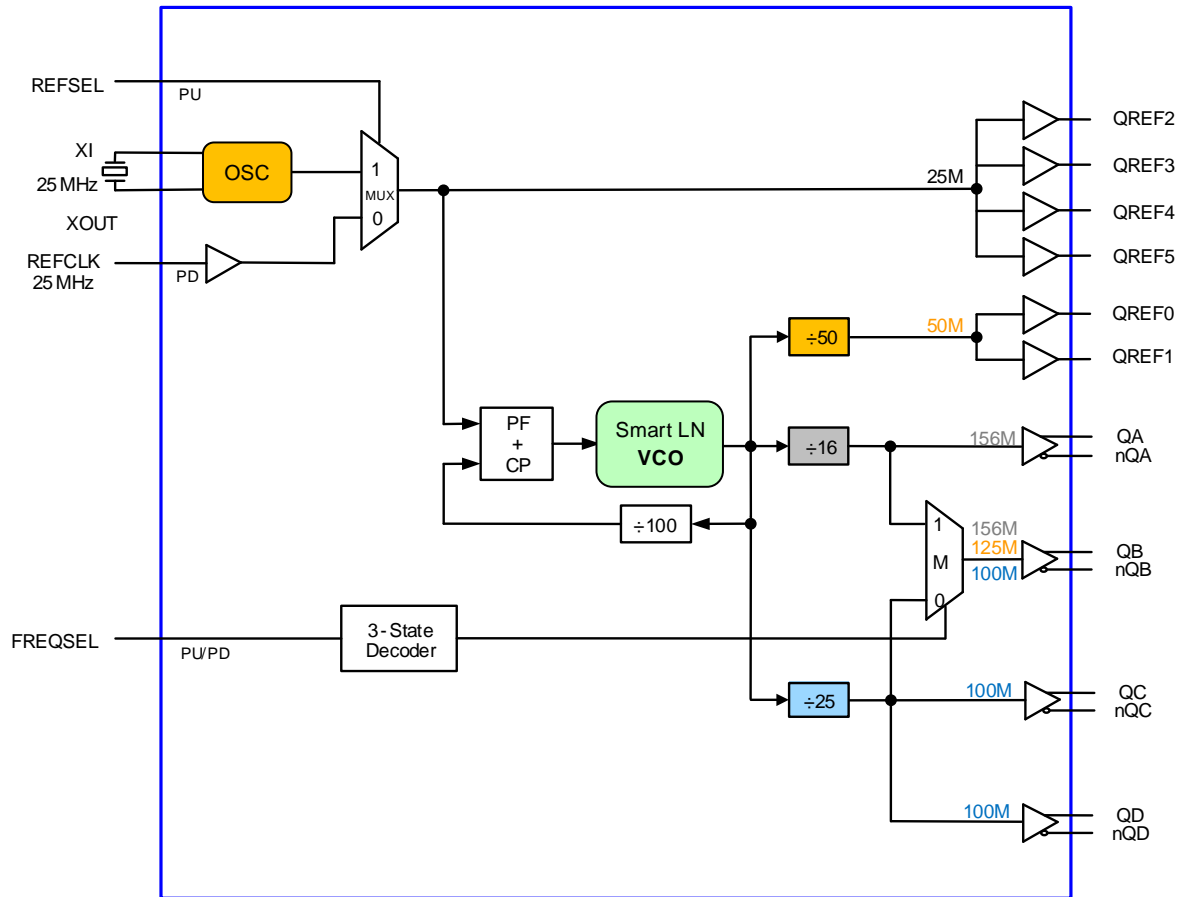 REFSEL
PU
XI
25 MHz
XOUT
OSC
1
MUX
0
REFCLK
25 MHz
PD
25M
QREF2
QREF3
QREF4
QREF5
÷50
50M
QREF0
QREF1
PF
+
CP
Smart LN
VCO
÷16
156M
QA
nQA
÷100
1
M
0
156M
125M
100M
QB
nQB
FREQSEL
PU/PD
3-State
Decoder
÷25
100M
QC
nQC
100M
QD
nQD